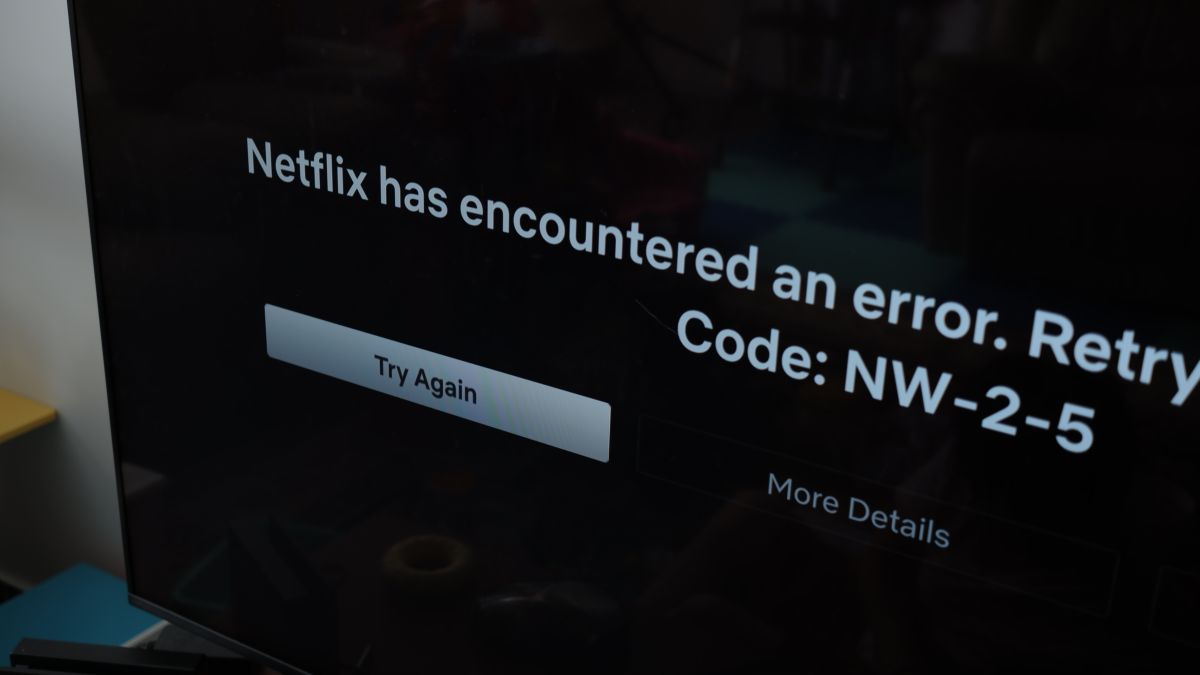 Netflix has encountered an error. Retry
Code: NW-2-5
Try Again
More Details